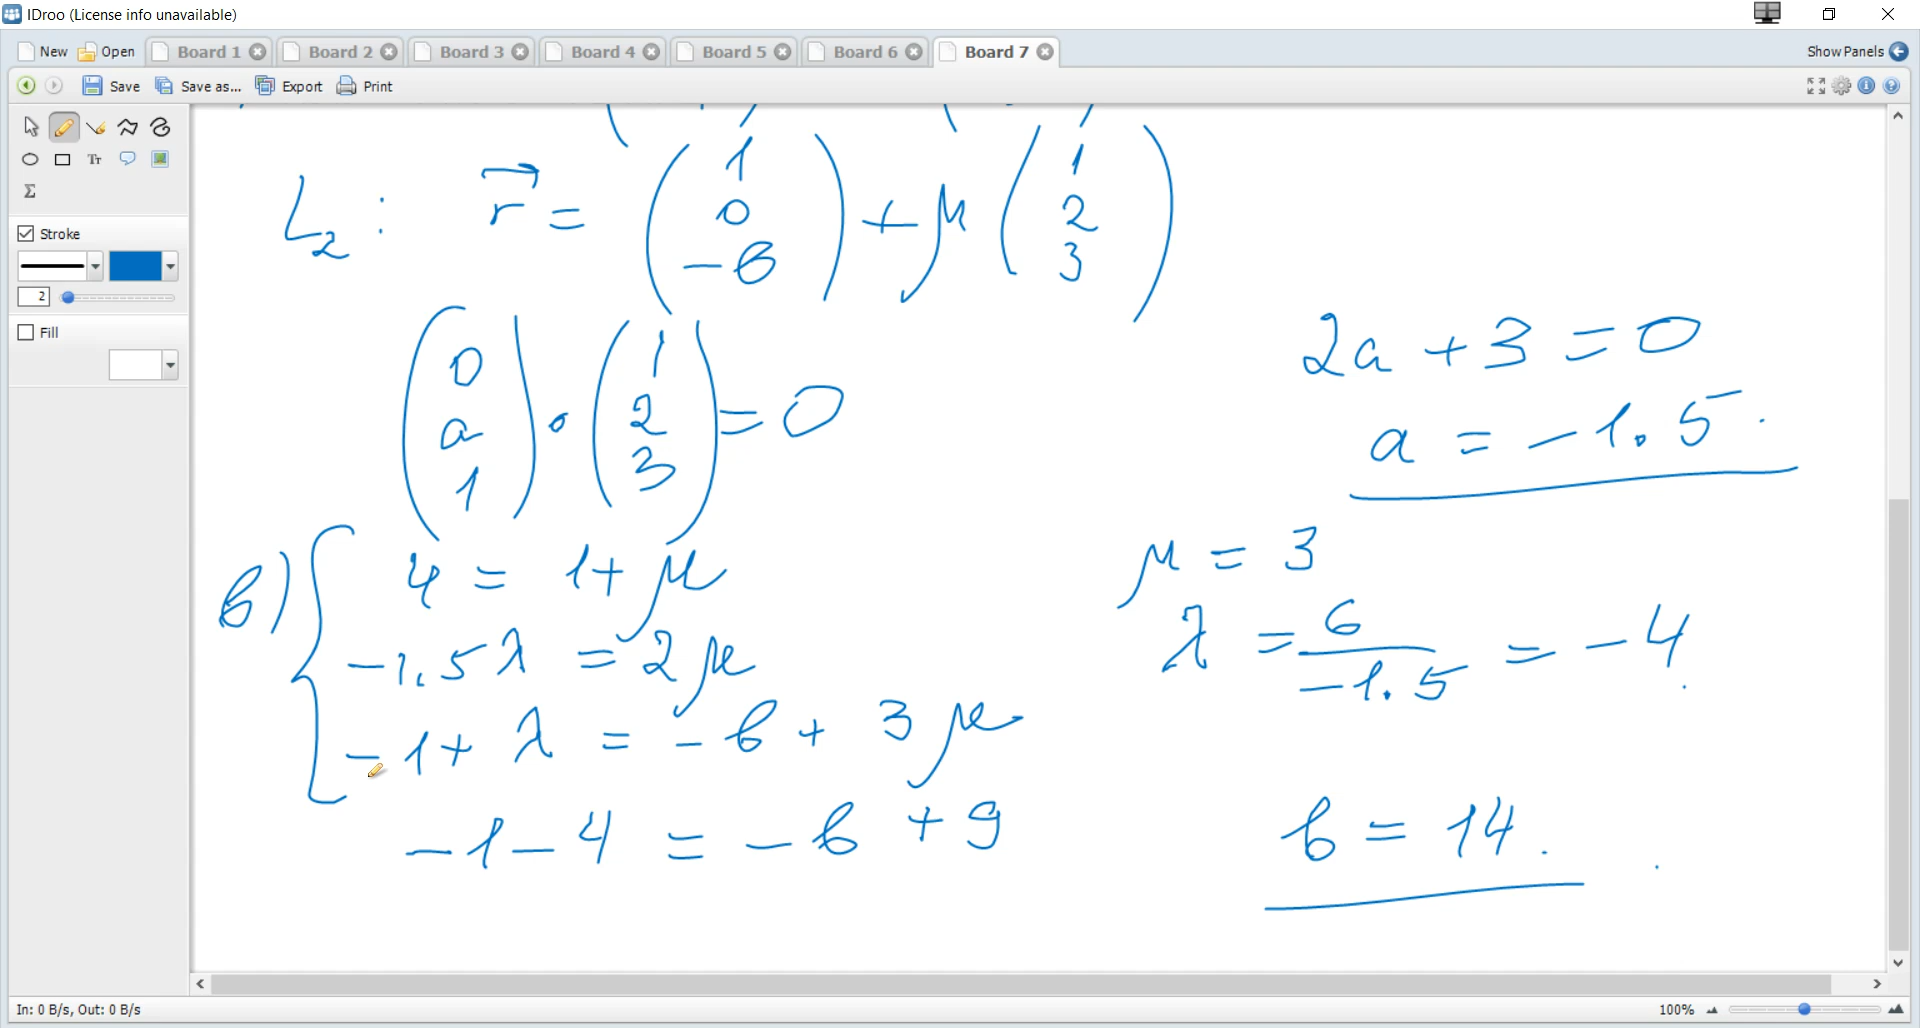 IDroo (License info unavailable)
New Open Board 1 Board 2 Board 3 Board 4 Board 5 Board 6 Board 7 Show Panels
Save Save as... Export Print
Tt
Σ
Stroke
2
Fill
L₂ : r⃗ = (1 0 -b) + μ (1 2 3)
(0 a 1) · (1 2 3) = 0
2a + 3 = 0
a = -1.5.
b) 4 = 1 + μ
-1.5λ = 2μ
-1 + λ = -b + 3μ
-1 - 4 = -b + 9
μ = 3
λ = 6/-1.5 = -4.
b = 14.
In: 0 B/s, Out: 0 B/s 100%